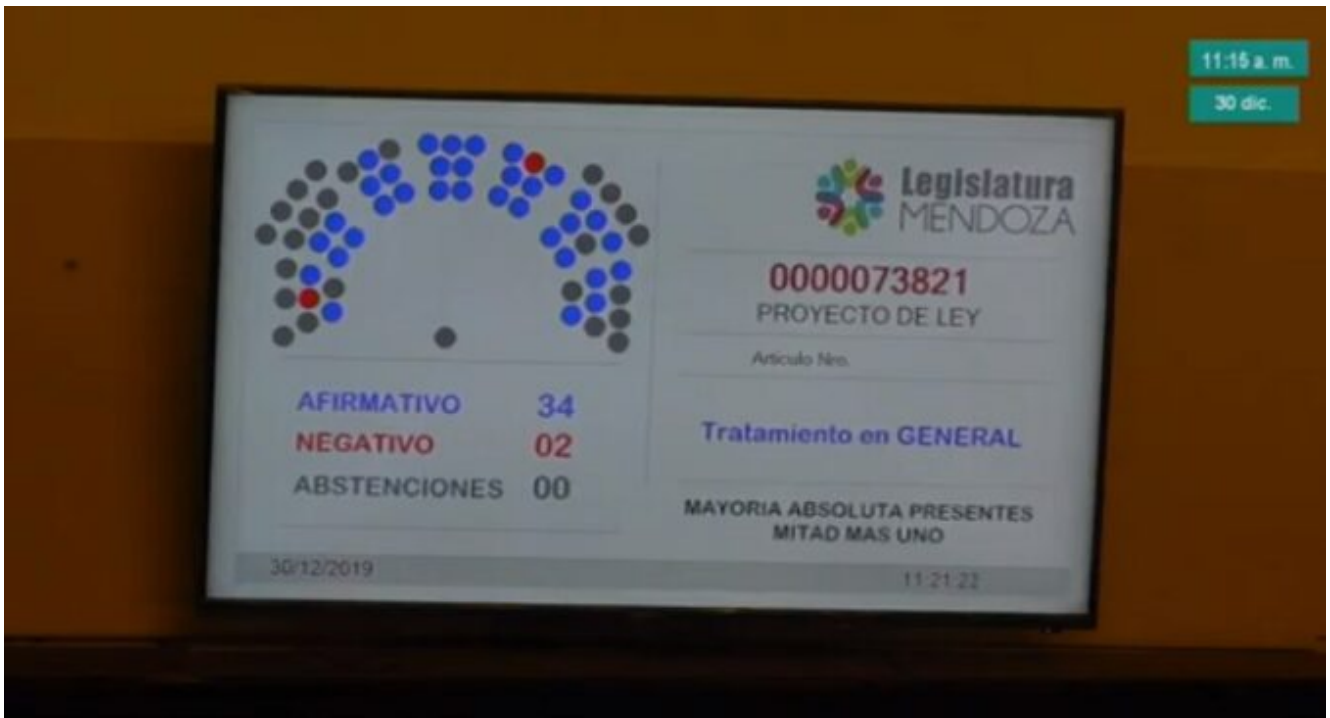 11:15 a. m.
30 dic.
Legislatura
MENDOZA
0000073821
PROYECTO DE LEY
Artículo Nro.
AFIRMATIVO 34
NEGATIVO 02
ABSTENCIONES 00
Tratamiento en GENERAL
MAYORIA ABSOLUTA PRESENTES
MITAD MAS UNO
30/12/2019
11:21:22